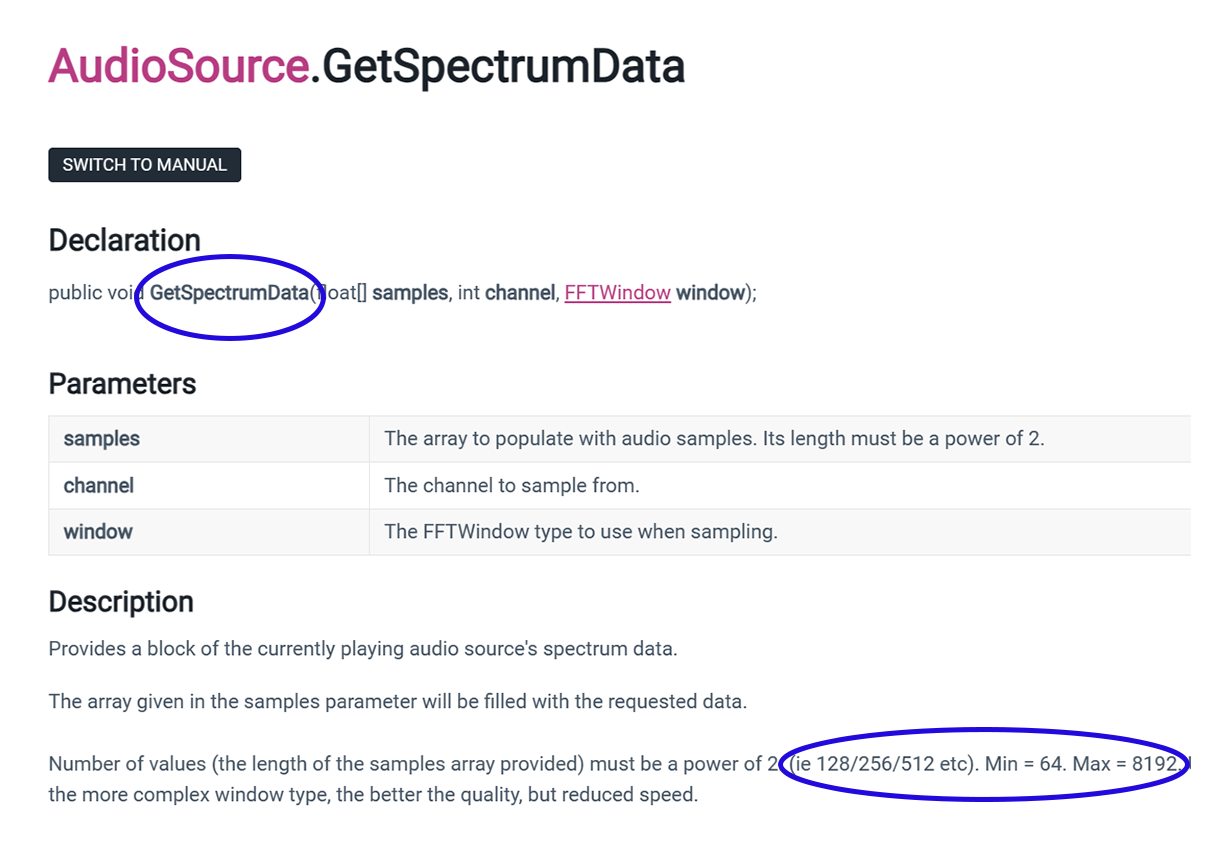 AudioSource.GetSpectrumData
SWITCH TO MANUAL
Declaration
public void GetSpectrumData(float[] samples, int channel, FFTWindow window);
Parameters
samples The array to populate with audio samples. Its length must be a power of 2.
channel The channel to sample from.
window The FFTWindow type to use when sampling.
Description
Provides a block of the currently playing audio source's spectrum data.
The array given in the samples parameter will be filled with the requested data.
Number of values (the length of the samples array provided) must be a power of 2. (ie 128/256/512 etc). Min = 64. Max = 8192.
the more complex window type, the better the quality, but reduced speed.